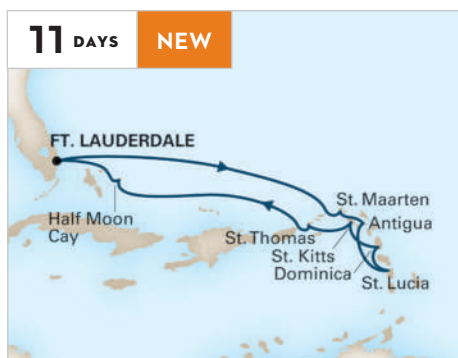 11 DAYS NEW
FT. LAUDERDALE
St. Maarten
Antigua
Half Moon
Cay
St. Thomas
St. Kitts
Dominica
St. Lucia